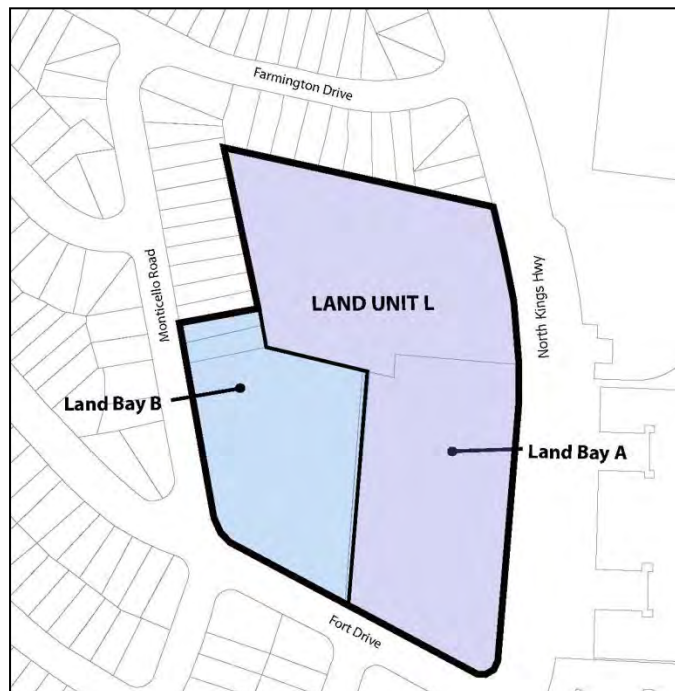 Farmington Drive
Monticello Road
North Kings Hwy
LAND UNIT L
Land Bay B
Land Bay A
Fort Drive